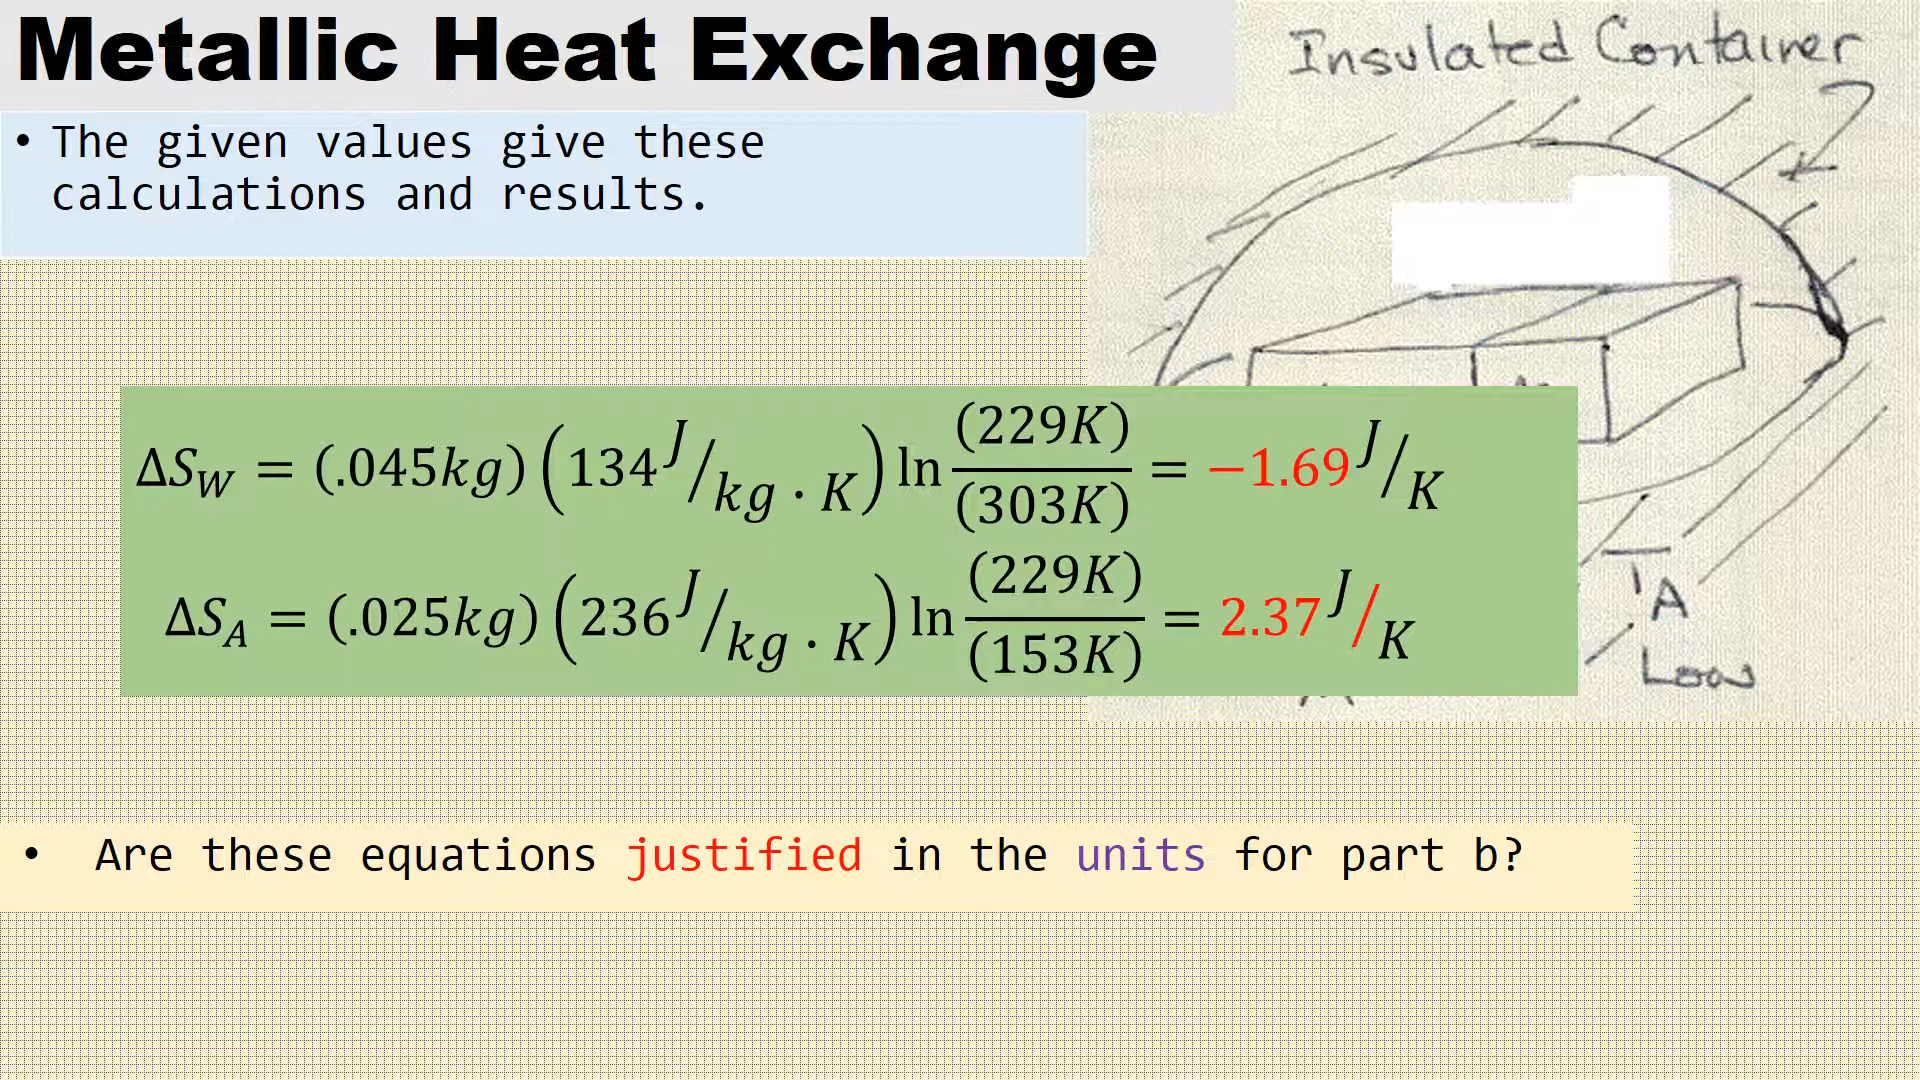 Metallic Heat Exchange
Insulated Container
• The given values give these
calculations and results.
ΔS_W = (.045kg)(134 J/kg · K) ln (229K)/(303K) = −1.69 J/K
ΔS_A = (.025kg)(236 J/kg · K) ln (229K)/(153K) = 2.37 J/K
T_A
Low
• Are these equations justified in the units for part b?